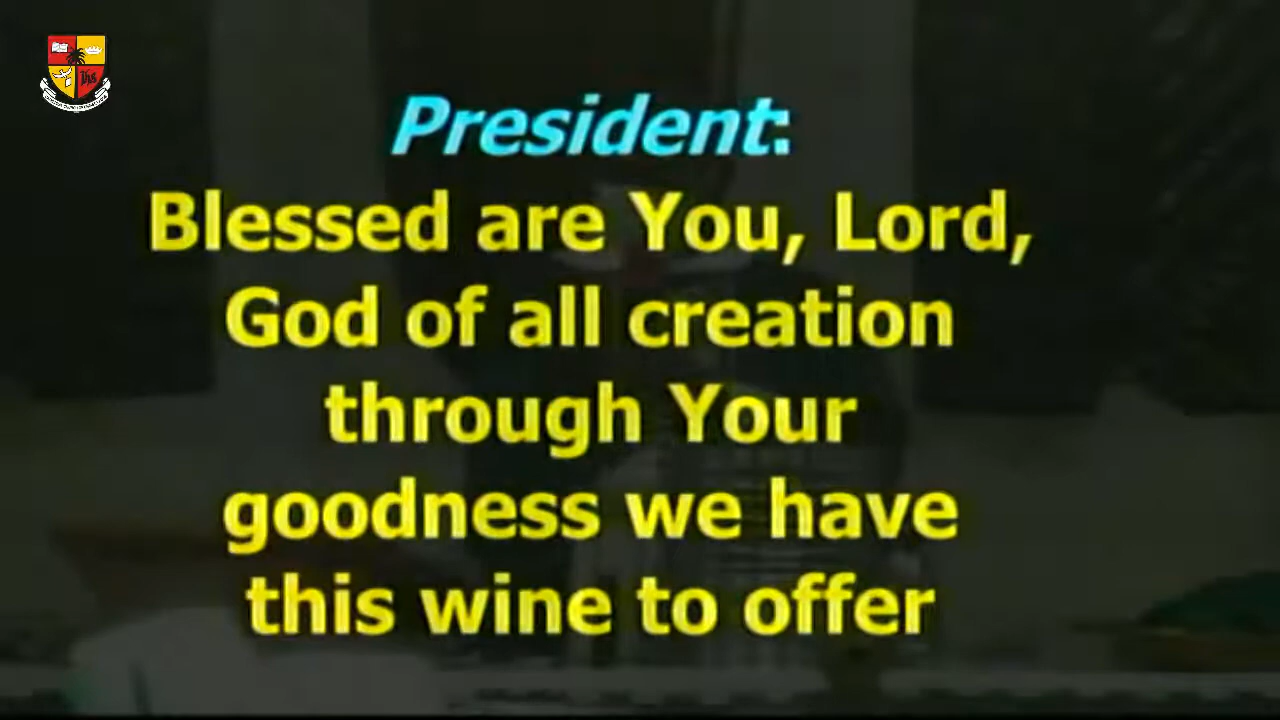 President:
Blessed are You, Lord,
God of all creation
through Your
goodness we have
this wine to offer